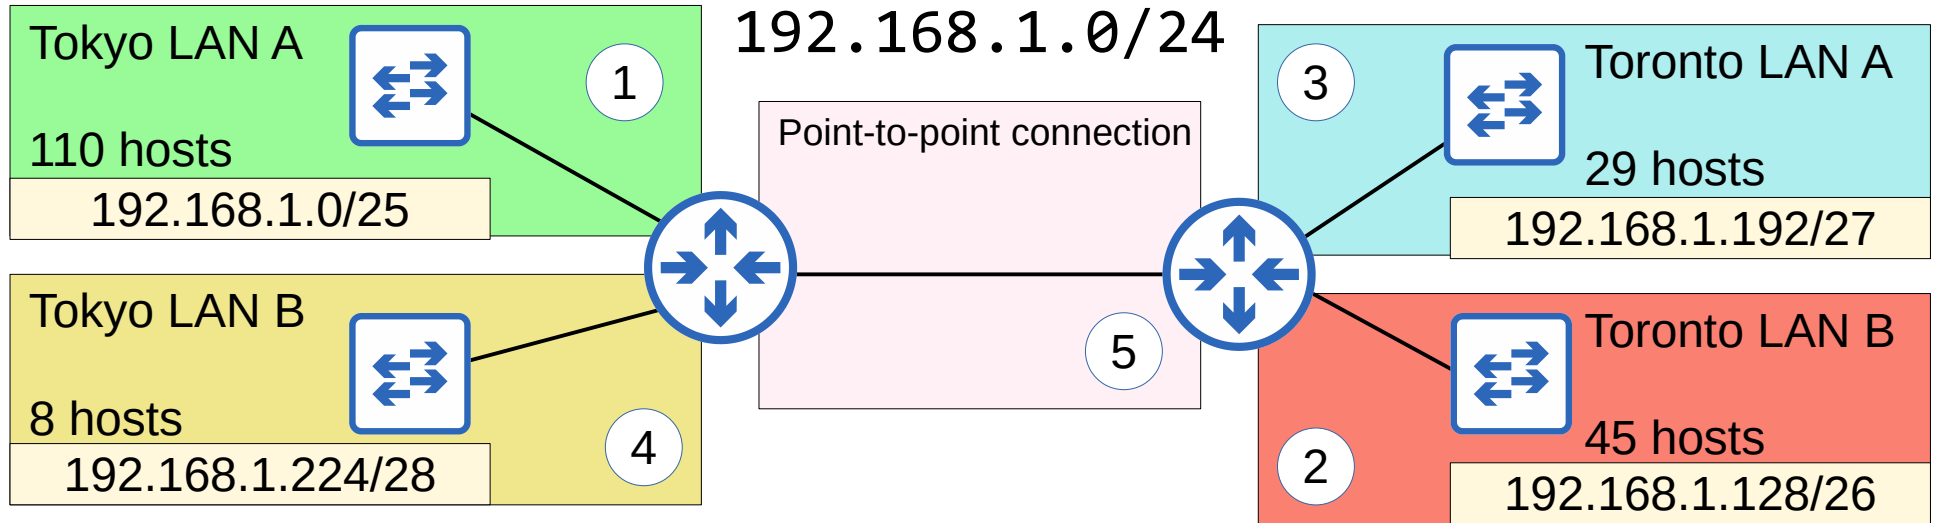 192.168.1.0/24
Tokyo LAN A
1
110 hosts
192.168.1.0/25
Tokyo LAN B
8 hosts
4
192.168.1.224/28
Point-to-point connection
5
3
Toronto LAN A
29 hosts
192.168.1.192/27
Toronto LAN B
2
45 hosts
192.168.1.128/26